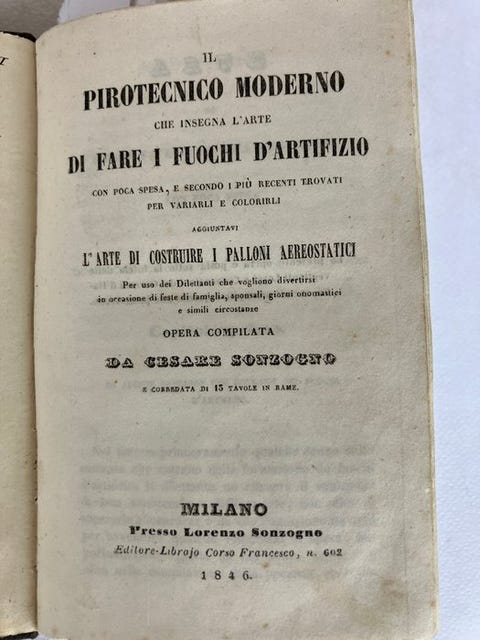 IL
PIROTECNICO MODERNO
CHE INSEGNA L'ARTE
DI FARE I FUOCHI D'ARTIFIZIO
CON POCA SPESA, E SECONDO I PIÙ RECENTI TROVATI
PER VARIARLI E COLORIRLI
AGGIUNTAVI
L'ARTE DI COSTRUIRE I PALLONI AEREOSTATICI
Per uso dei Dilettanti che vogliono divertirsi
in occasione di feste di famiglia, sponsali, giorni onomastici
e simili circostanze
OPERA COMPILATA
DA CESARE SONZOGNO
E CORREDATA DI 13 TAVOLE IN RAME.
MILANO
Presso Lorenzo Sonzogno
Editore-Librajo Corso Francesco, n. 602
1846.